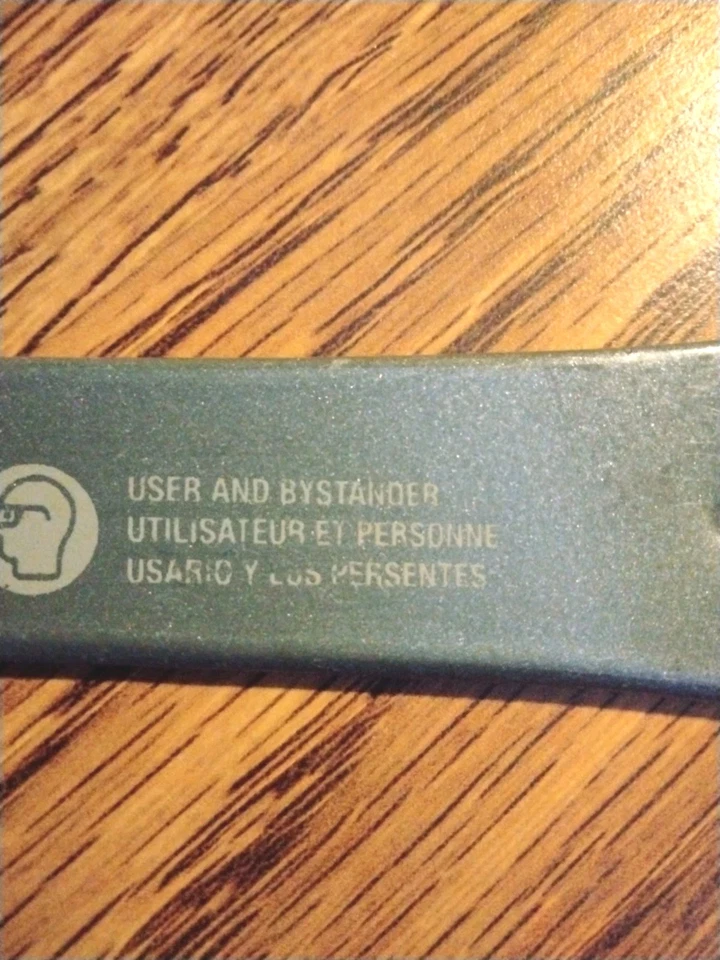 USER AND BYSTANDER
UTILISATEUR ET PERSONNE
USARIO Y LOS PERSENTES